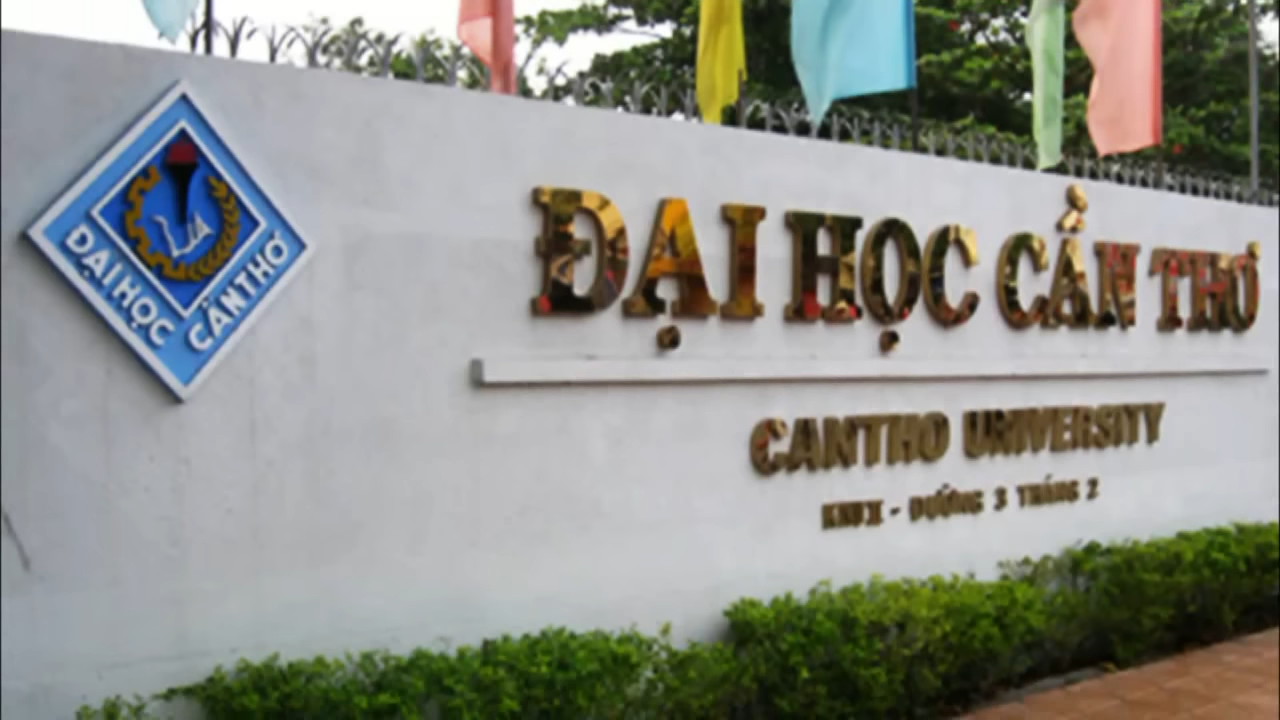 ĐẠI HỌC CẦN THƠ
ĐẠI HỌC CẦN THƠ
CANTHO UNIVERSITY
KHU II - ĐƯỜNG 3 THÁNG 2